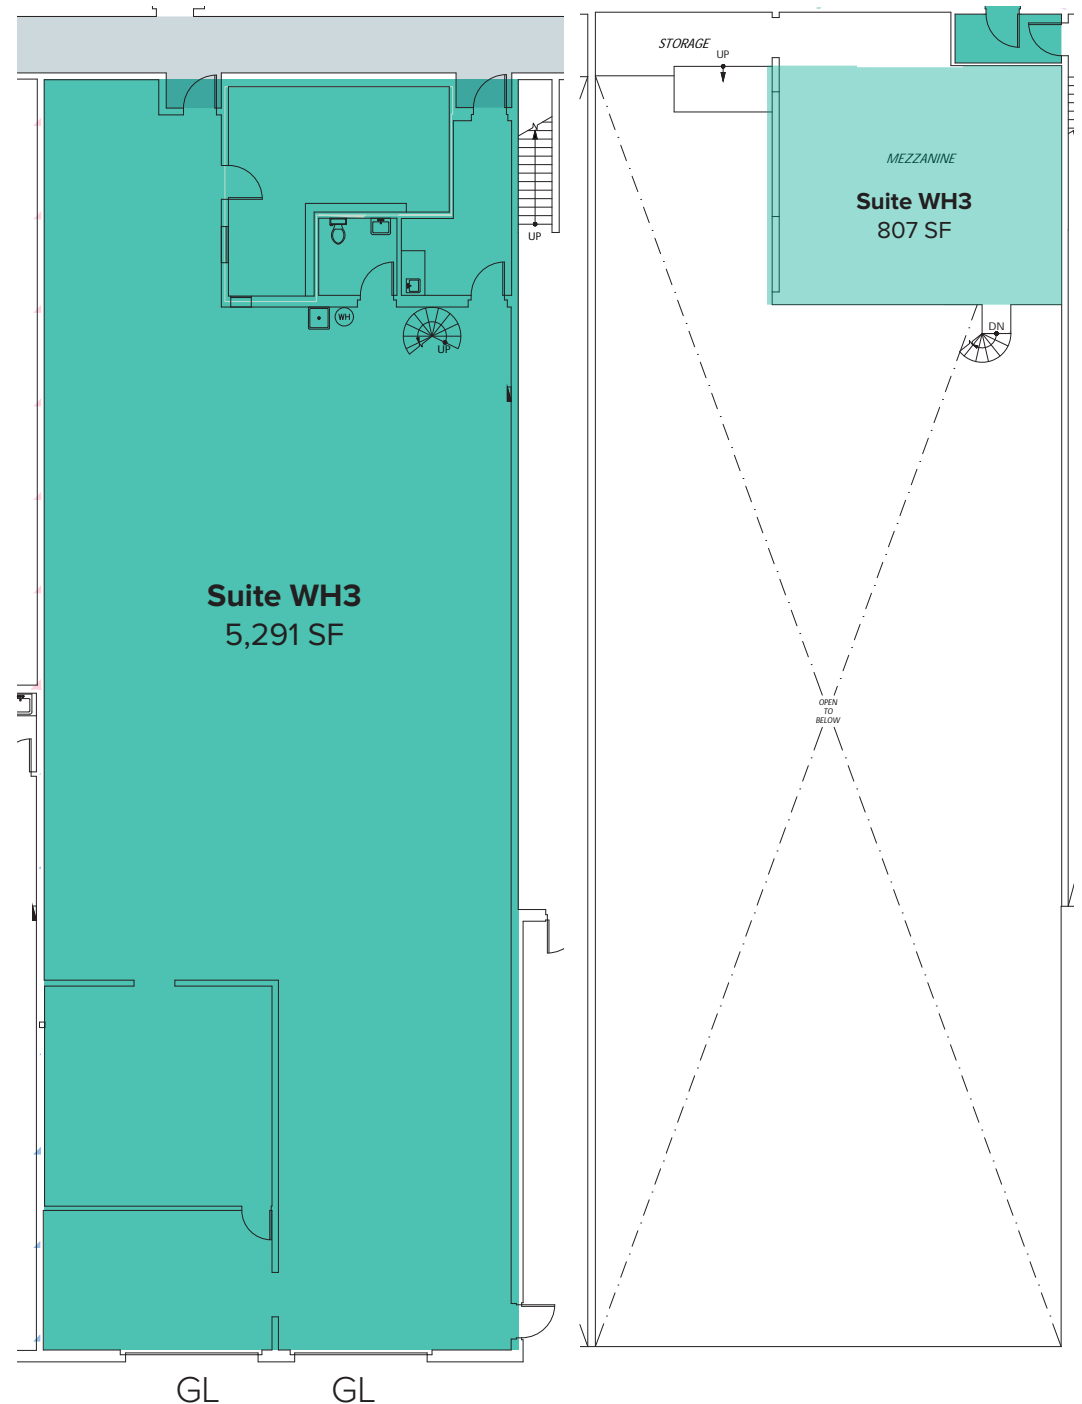 UP
WH
UP
Suite WH3
5,291 SF
GL
GL
STORAGE
UP
MEZZANINE
Suite WH3
807 SF
DN
OPEN
TO
BELOW